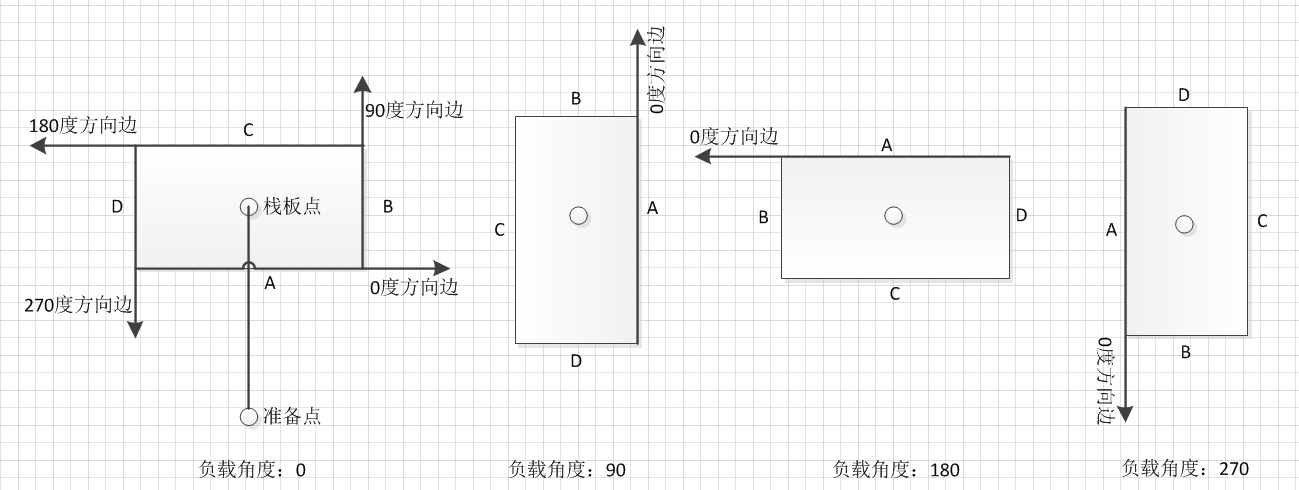 180度方向边
C
90度方向边
D
栈板点
B
A
0度方向边
270度方向边
准备点
负载角度：0
0度方向边
B
C
A
D
负载角度：90
0度方向边
A
B
D
C
负载角度：180
D
A
C
B
0度方向边
负载角度：270